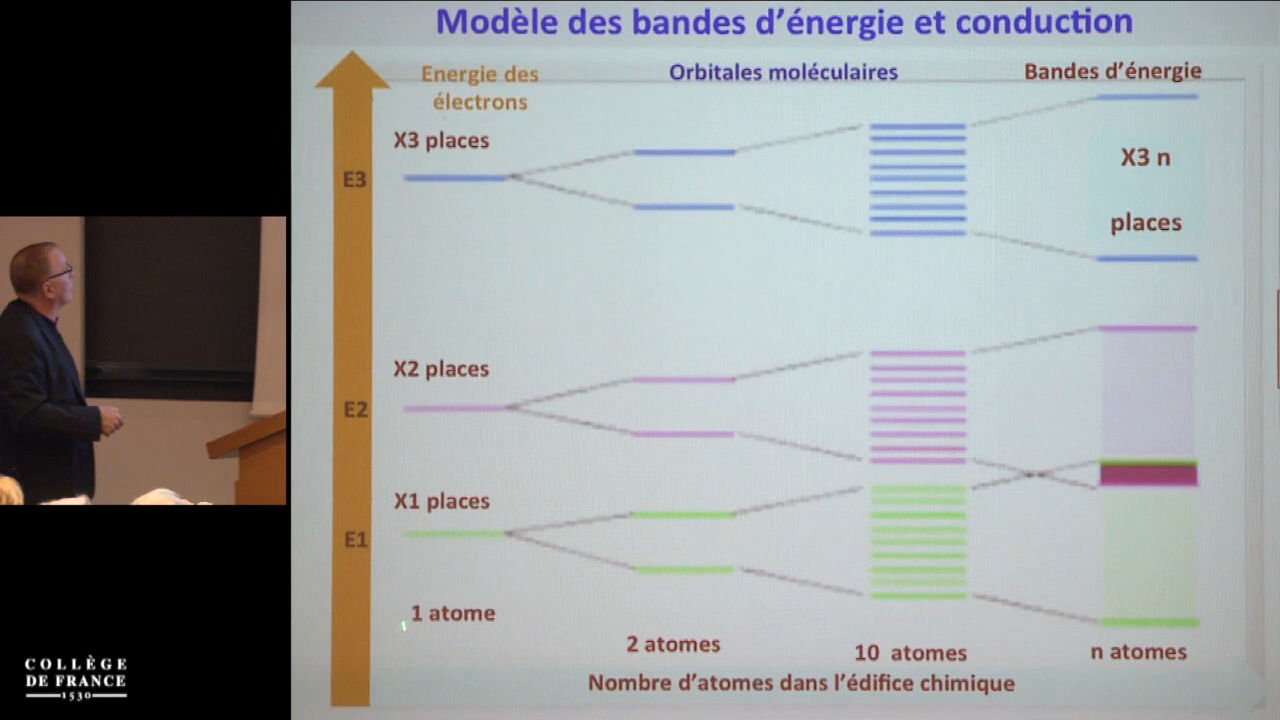 Modèle des bandes d'énergie et conduction
Energie des
électrons
Orbitales moléculaires
Bandes d'énergie
X3 places
E3
X3 n
places
X2 places
E2
X1 places
E1
1 atome
2 atomes
10 atomes
n atomes
Nombre d'atomes dans l'édifice chimique
COLLÈGE
DE FRANCE
1530